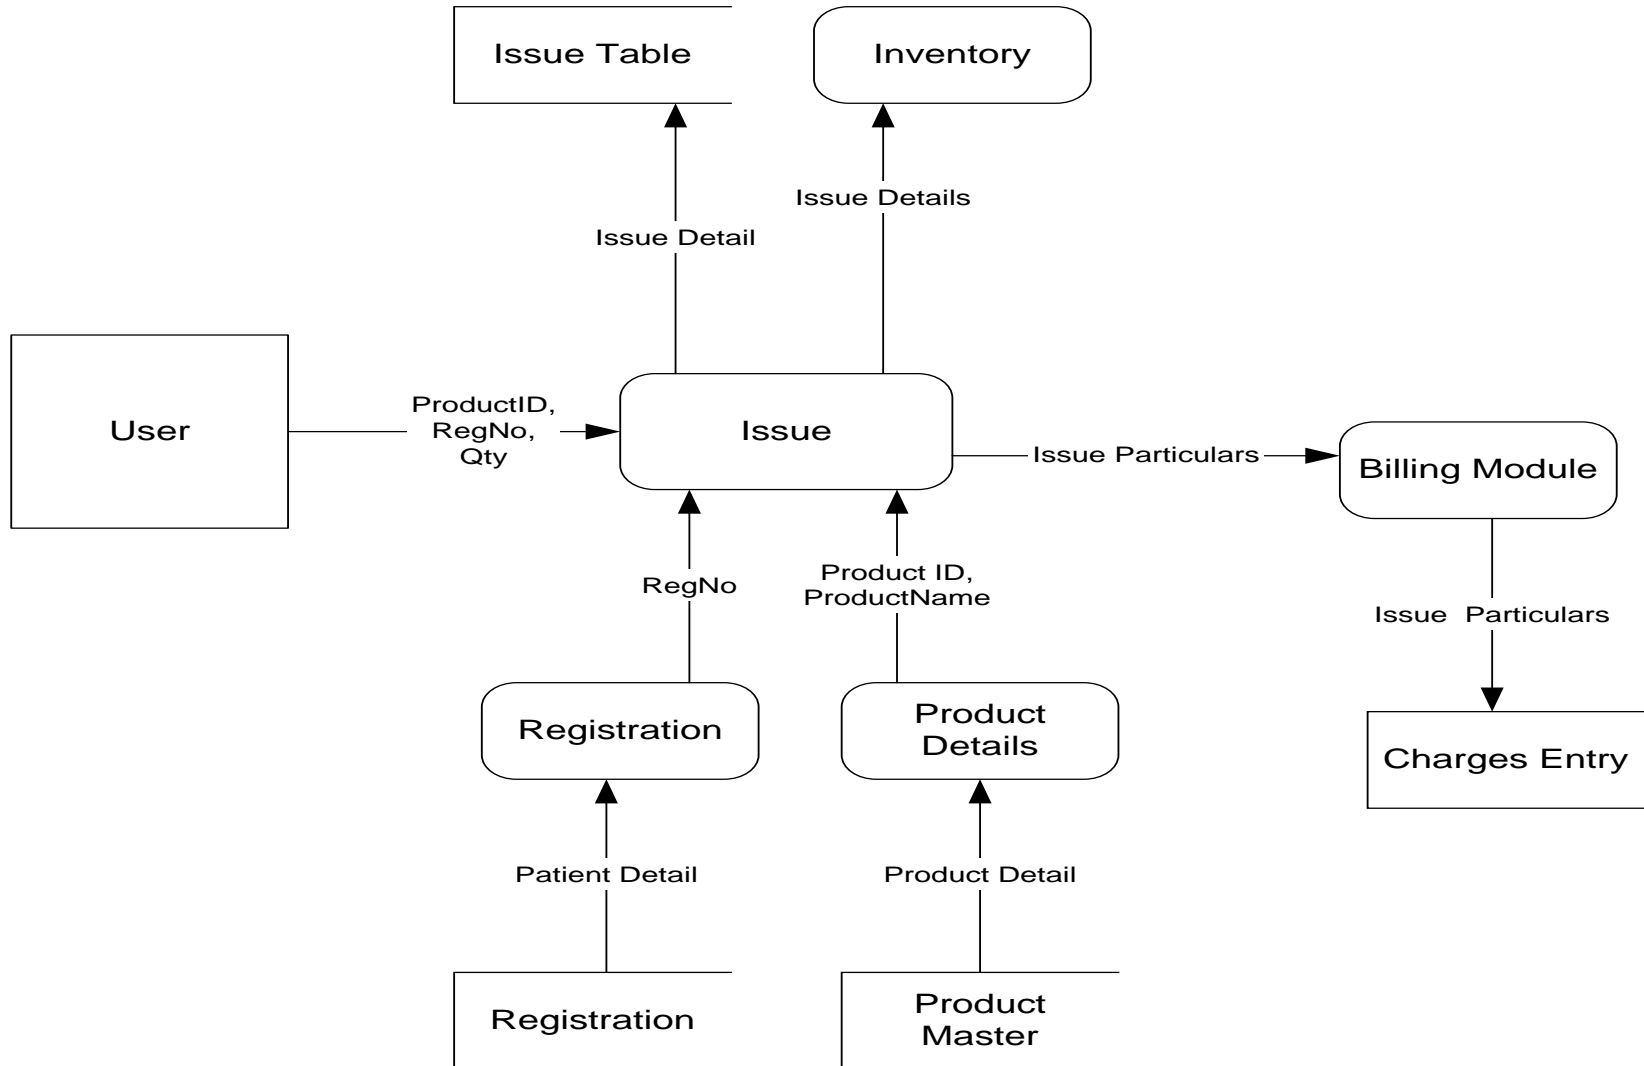 Issue Table
Inventory
Issue Details
Issue Detail
User
ProductID,
RegNo,
Qty
Issue
Issue Particulars
Billing Module
RegNo
Product ID,
ProductName
Issue  Particulars
Registration
Product
Details
Charges Entry
Patient Detail
Product Detail
Registration
Product
Master